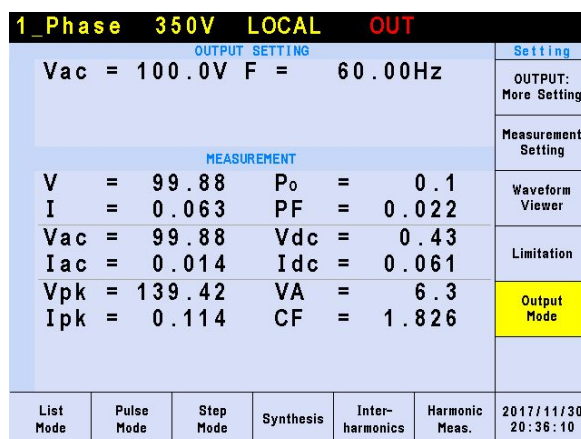 1_Phase 350V LOCAL OUT
OUTPUT SETTING
Vac = 100.0V F = 60.00Hz
MEASUREMENT
V = 99.88 Po = 0.1
I = 0.063 PF = 0.022
Vac = 99.88 Vdc = 0.43
Iac = 0.014 Idc = 0.061
Vpk = 139.42 VA = 6.3
Ipk = 0.114 CF = 1.826
Setting
OUTPUT:
More Setting
Measurement
Setting
Waveform
Viewer
Limitation
Output
Mode
List
Mode
Pulse
Mode
Step
Mode
Synthesis
Inter-
harmonics
Harmonic
Meas.
2017/11/30
20:36:10